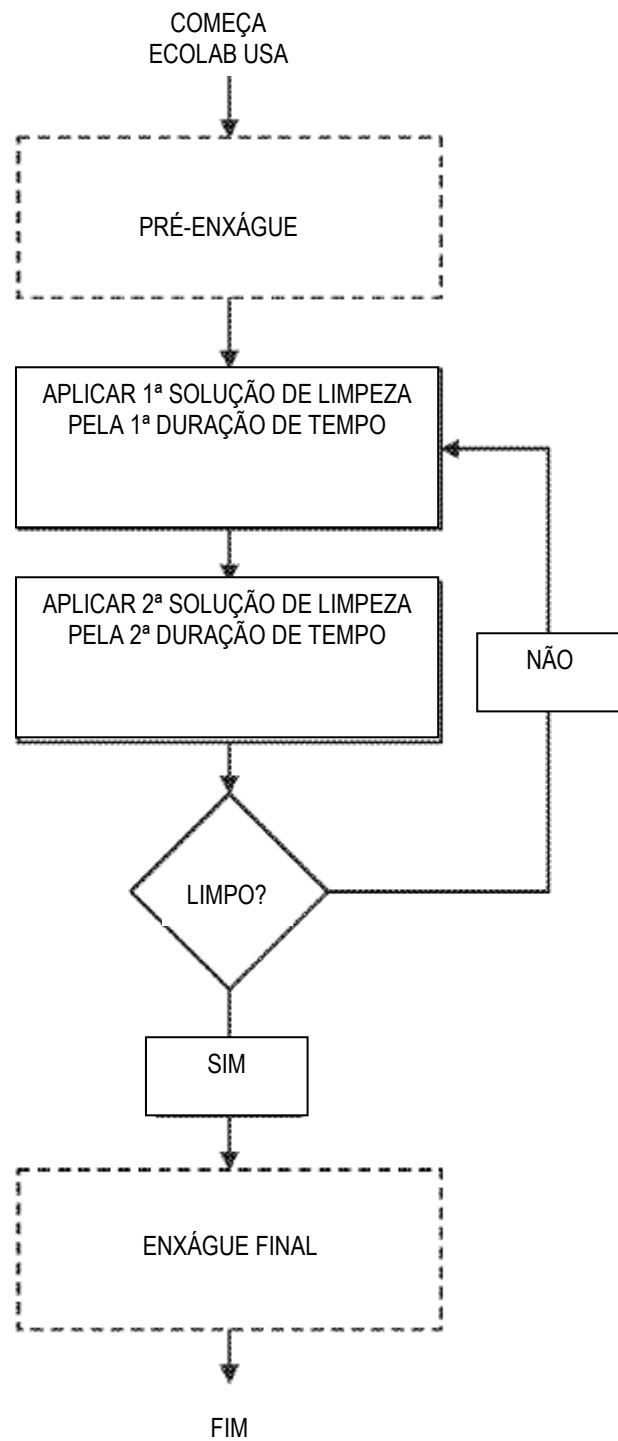 COMEÇA
ECOLAB USA
PRÉ-ENXÁGUE
APLICAR 1ª SOLUÇÃO DE LIMPEZA
PELA 1ª DURAÇÃO DE TEMPO
APLICAR 2ª SOLUÇÃO DE LIMPEZA
PELA 2ª DURAÇÃO DE TEMPO
NÃO
LIMPO?
SIM
ENXÁGUE FINAL
FIM